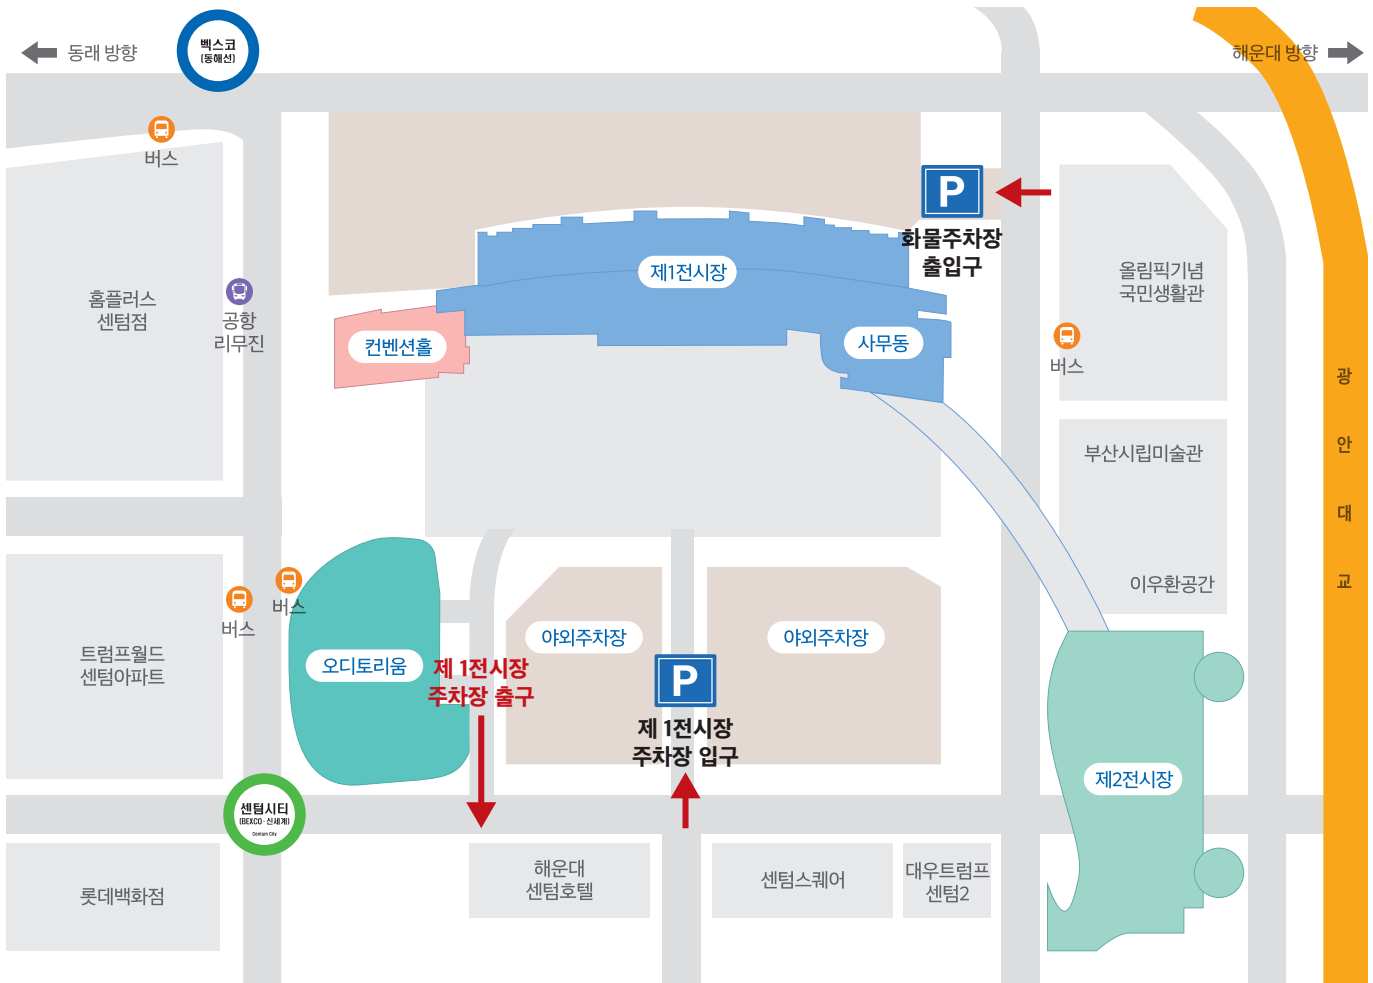 동래 방향
벡스코
(동해선)
해운대 방향
버스
화물주차장
출입구
제1전시장
올림픽기념
국민생활관
홈플러스
센텀점
공항
리무진
컨벤션홀
사무동
버스
광
안
대
교
부산시립미술관
이우환공간
버스
버스
트럼프월드
센텀아파트
오디토리움
야외주차장
야외주차장
제 1전시장
주차장 출구
P
P
제 1전시장
주차장 입구
제2전시장
센텀시티
(BEXCO·신세계)
Centum City
롯데백화점
해운대
센텀호텔
센텀스퀘어
대우트럼프
센텀2